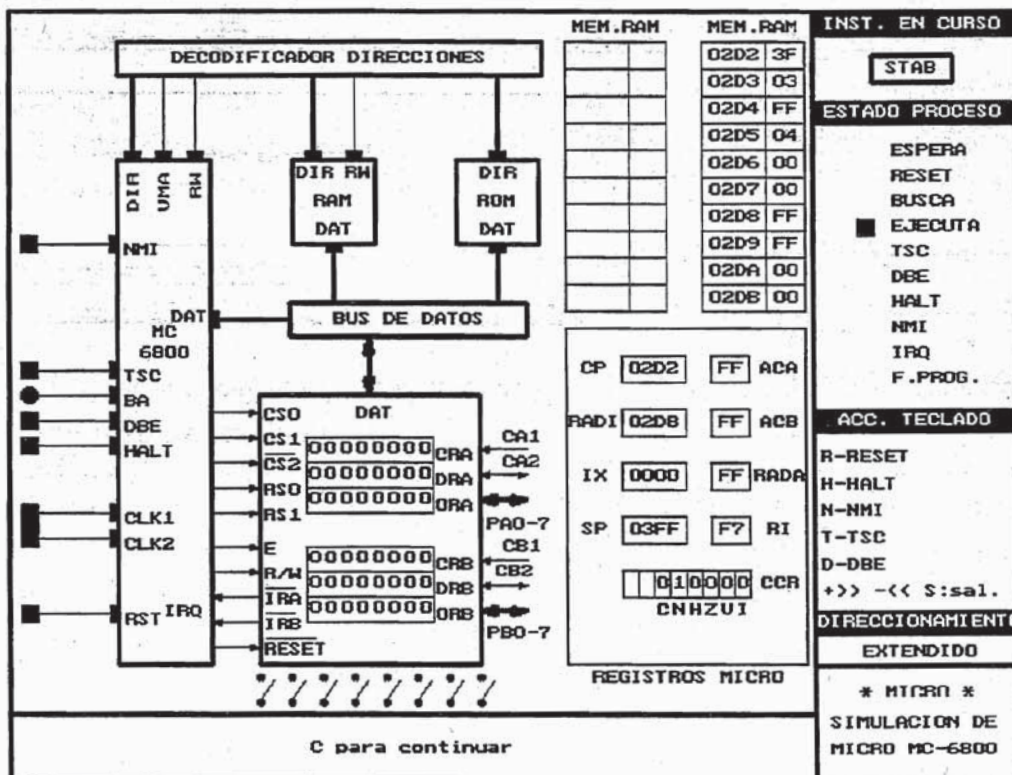 DECODIFICADOR DIRECCIONES
DIR
VMA
RW
NMI
DAT
MC
6800
TSC
BA
DBE
HALT
CLK1
CLK2
RST
IRQ
DIR RW
RAM
DAT
DIR
ROM
DAT
BUS DE DATOS
DAT
CS0
CS1
CS2
RS0
RS1
E
R/W
IRA
IRB
RESET
00000000 CRA
00000000 DRA
00000000 ORA
00000000 CRB
00000000 DRB
00000000 ORB
CA1
CA2
PA0-7
CB1
CB2
PB0-7
MEM.RAM
MEM.RAM
02D2 3F
02D3 03
02D4 FF
02D5 04
02D6 00
02D7 00
02D8 FF
02D9 FF
02DA 00
02DB 00
CP 02D2 FF ACA
RADI 02D8 FF ACB
IX 0000 FF RADA
SP 03FF F7 RI
010000 CCR
CNHZVI
REGISTROS MICRO
INST. EN CURSO
STAB
ESTADO PROCESO
ESPERA
RESET
BUSCA
EJECUTA
TSC
DBE
HALT
NMI
IRQ
F.PROG.
ACC. TECLADO
R-RESET
H-HALT
N-NMI
T-TSC
D-DBE
+>> -<< S:sal.
DIRECCIONAMIENTO
EXTENDIDO
* MICRO *
SIMULACION DE
MICRO MC-6800
C para continuar